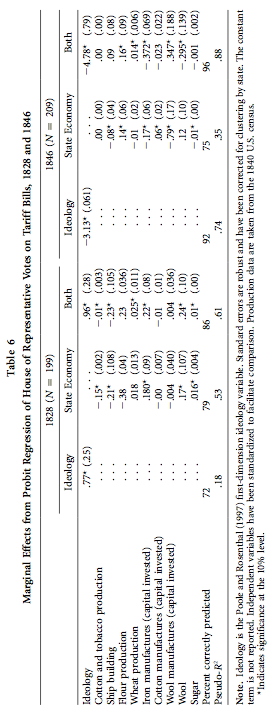 Table 6
Marginal Effects from Probit Regression of House of Representative Votes on Tariff Bills, 1828 and 1846
1828 (N = 199) 1846 (N = 209)
Ideology State Economy Both Ideology State Economy Both
Ideology .77* (.25) . . . .96* (.28) −3.13* (.061) . . . −4.78* (.79)
Cotton and tobacco production . . . −.15* (.002) −.01* (.003) . . . .00 (.00) .00 (.00)
Ship building . . . −.21* (.108) −.23* (.105) . . . −.08* (.04) .09 (.08)
Flour production . . . −.38 (.04) .23 (.036) . . . .14* (.06) .16* (.09)
Wheat production . . . .018 (.013) .025* (.011) . . . −.01 (.02) .014* (.006)
Iron manufactures (capital invested) . . . .180* (.09) .22* (.08) . . . −.17* (.06) −.372* (.069)
Cotton manufactures (capital invested) . . . −.00 (.007) −.01 (.01) . . . .06* (.02) −.023 (.022)
Wool manufactures (capital invested) . . . −.004 (.040) .004 (.036) . . . −.79* (.17) −.347* (.188)
Wool . . . .17* (.107) .24* (.10) . . . .12 (.10) −.295* (.139)
Sugar . . . .016* (.004) .01* (.00) . . . −.01* (.00) −.001 (.002)
Percent correctly predicted 72 79 86 92 75 96
Pseudo-R² .18 .53 .61 .74 .35 .88
Note. Ideology is the Poole and Rosenthal (1997) first-dimension ideology variable. Standard errors are robust and have been corrected for clustering by state. The constant
term is not reported. Independent variables have been standardized to facilitate comparison. Production data are taken from the 1840 U.S. census.
*Indicates significance at the 10% level.